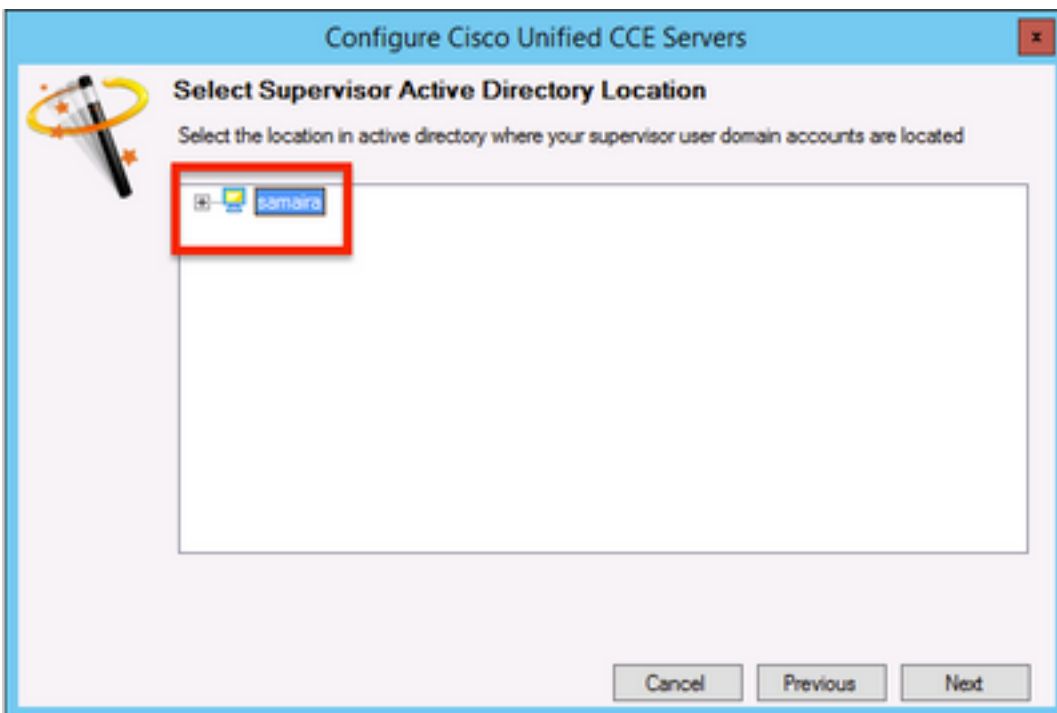 Configure Cisco Unified CCE Servers
x
Select Supervisor Active Directory Location
Select the location in active directory where your supervisor user domain accounts are located
samaira
Cancel Previous Next